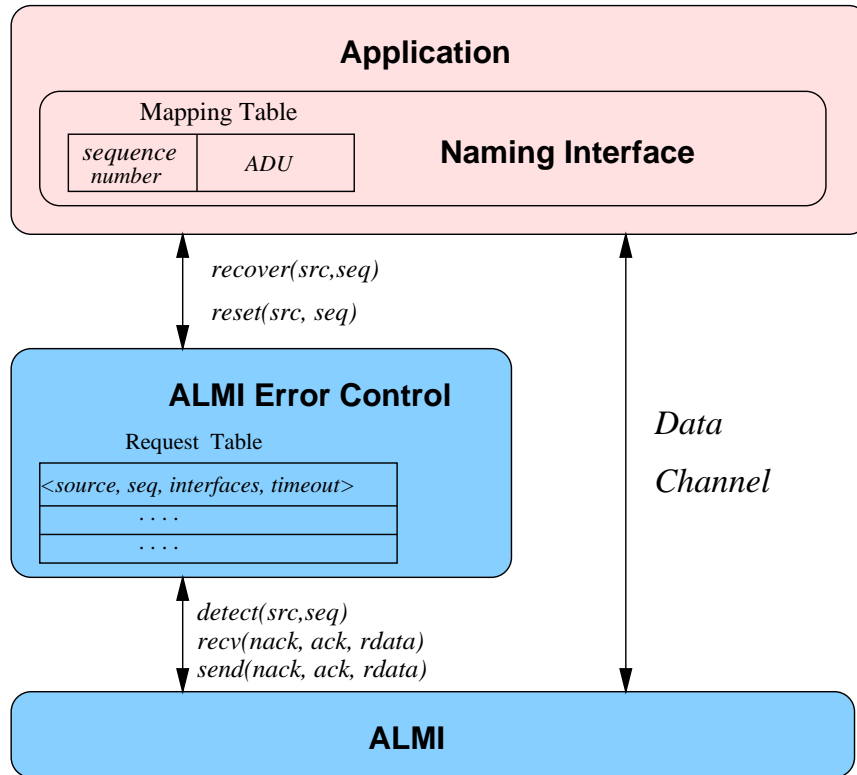 Application
Mapping Table
Naming Interface
sequence
number
ADU
recover(src,seq)
reset(src, seq)
ALMI Error Control
Request Table
<source, seq, interfaces, timeout>
. . . .
. . . .
Data
Channel
detect(src,seq)
recv(nack, ack, rdata)
send(nack, ack, rdata)
ALMI